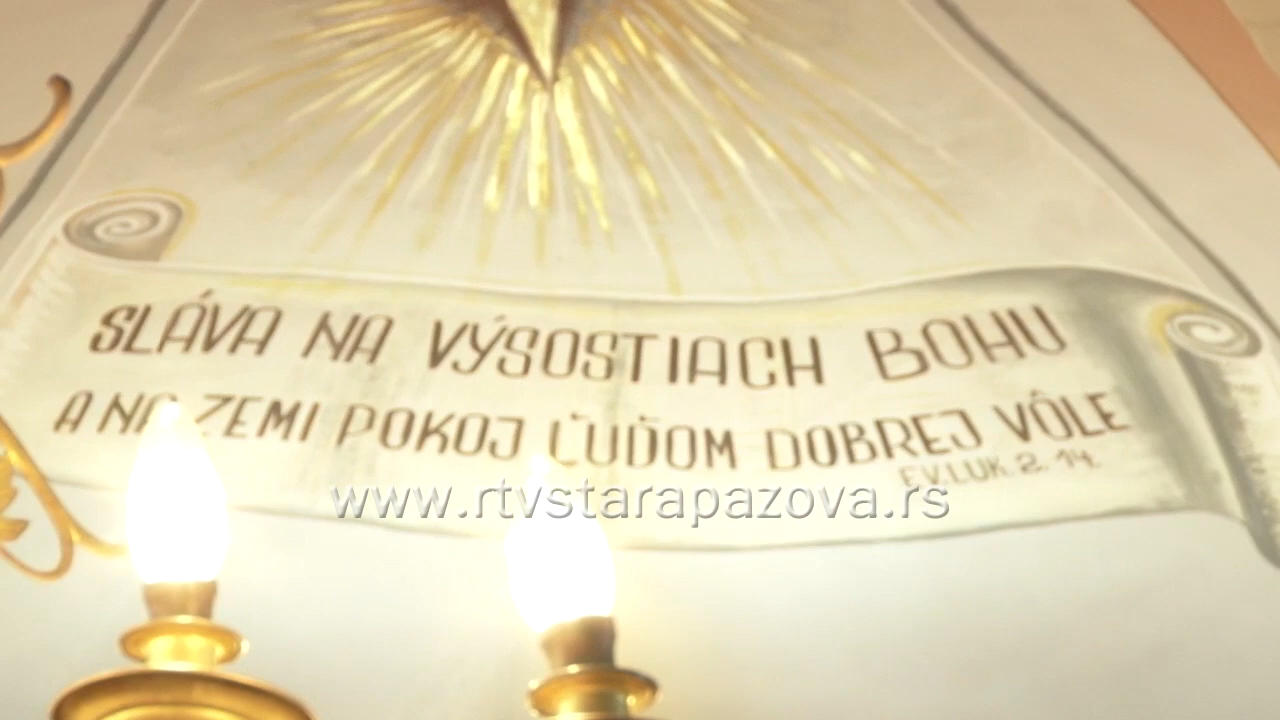 SLÁVA NA VÝSOSTIACH BOHU
A NA ZEMI POKOJ ĽUĎOM DOBREJ VÔLE
EV. LUK. 2. 14.
www.rtvstarapazova.rs